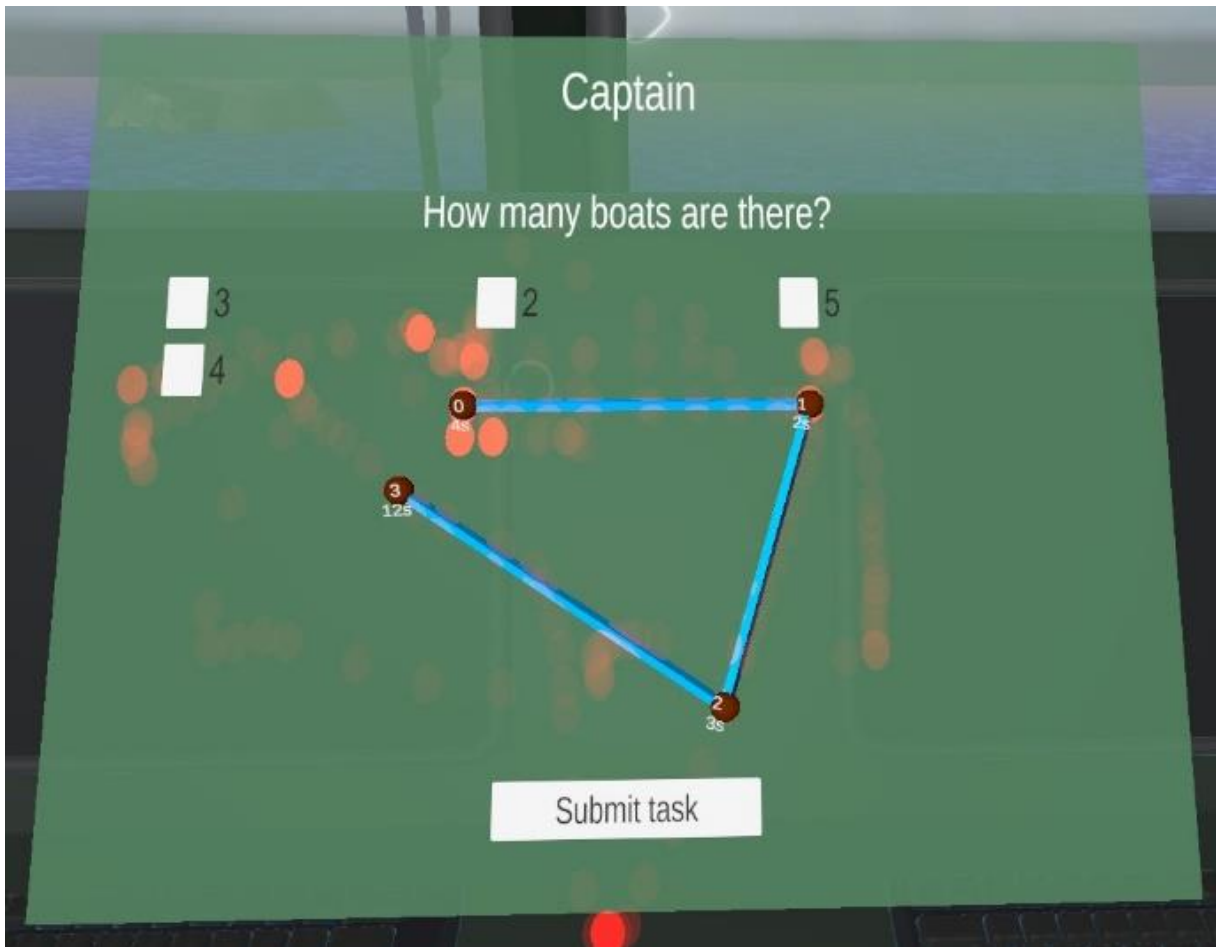 Captain
How many boats are there?
3 2 5
4
0 1
4s 2s
3
12s
2
3s
Submit task